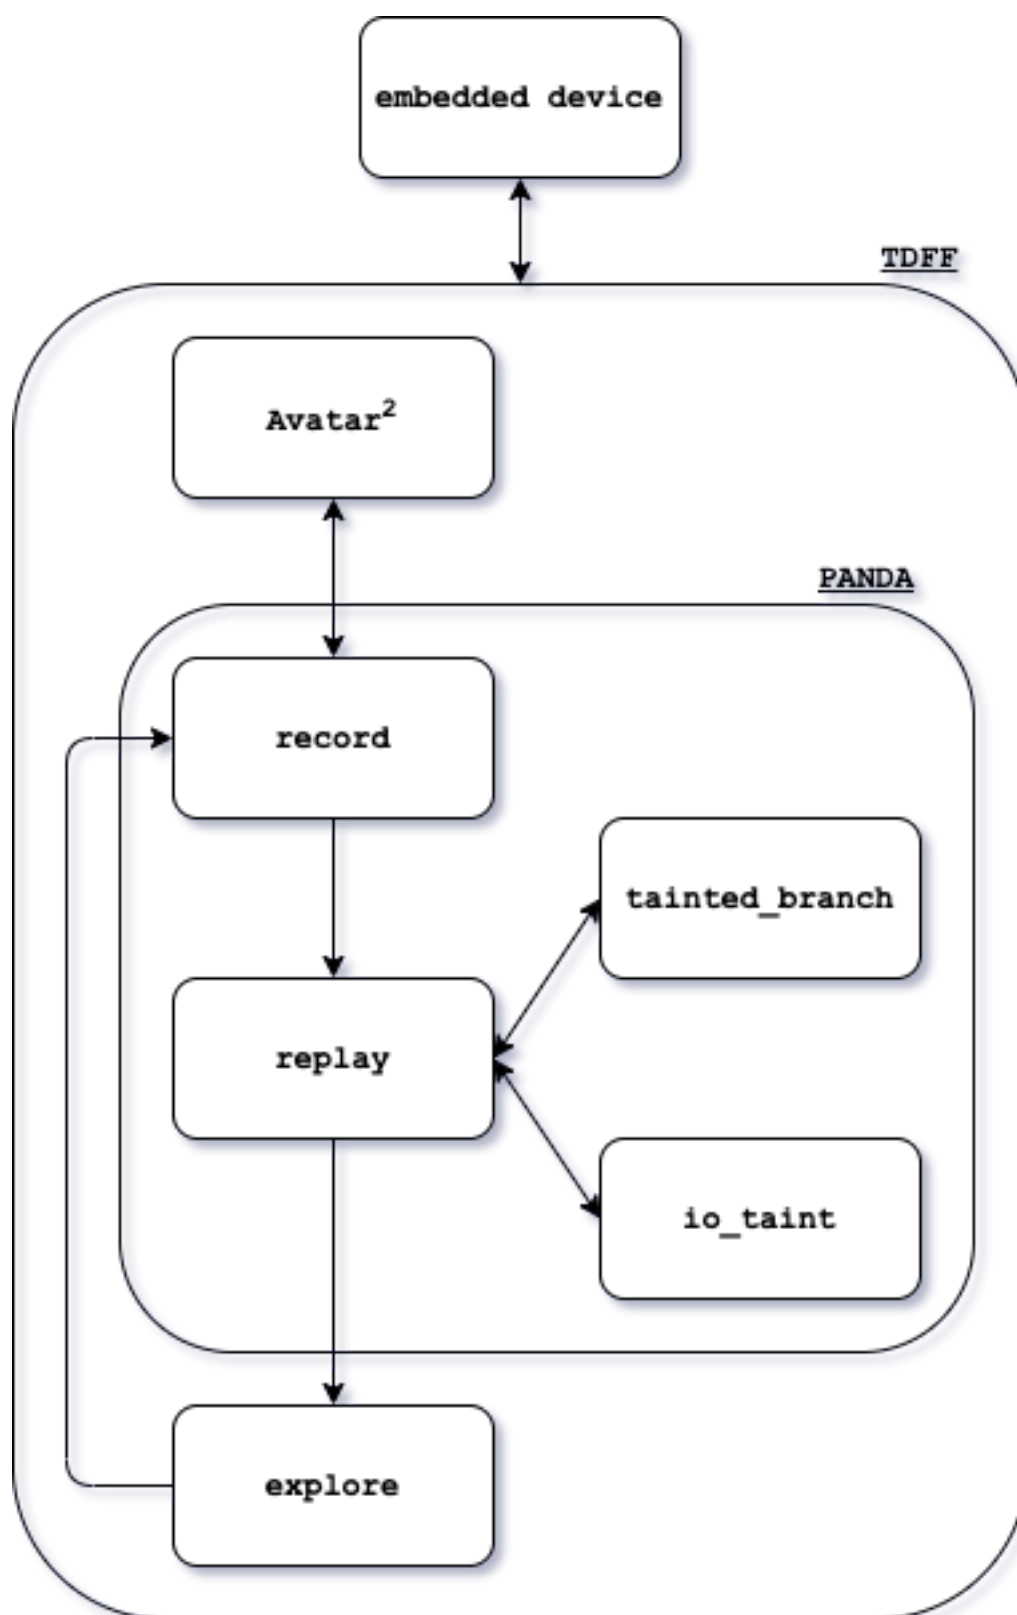 embedded device
TDFF
Avatar²
PANDA
record
tainted_branch
replay
io_taint
explore